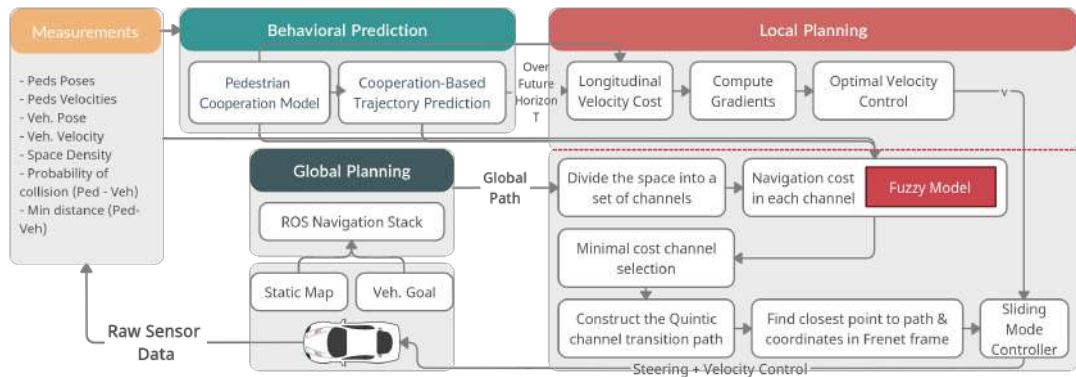 Measurements
- Peds Poses
- Peds Velocities
- Veh. Pose
- Veh. Velocity
- Space Density
- Probability of
collision (Ped - Veh)
- Min distance (Ped-
Veh)
Behavioral Prediction
Pedestrian
Cooperation Model
Cooperation-Based
Trajectory Prediction
Over
Future
Horizon
T
Local Planning
Longitudinal
Velocity Cost
Compute
Gradients
Optimal Velocity
Control
v
Global Planning
ROS Navigation Stack
Static Map
Veh. Goal
Global
Path
Divide the space into a
set of channels
Navigation cost
in each channel
Fuzzy Model
Minimal cost channel
selection
Construct the Quintic
channel transition path
Find closest point to path &
coordinates in Frenet frame
Sliding
Mode
Controller
Raw Sensor
Data
Steering + Velocity Control